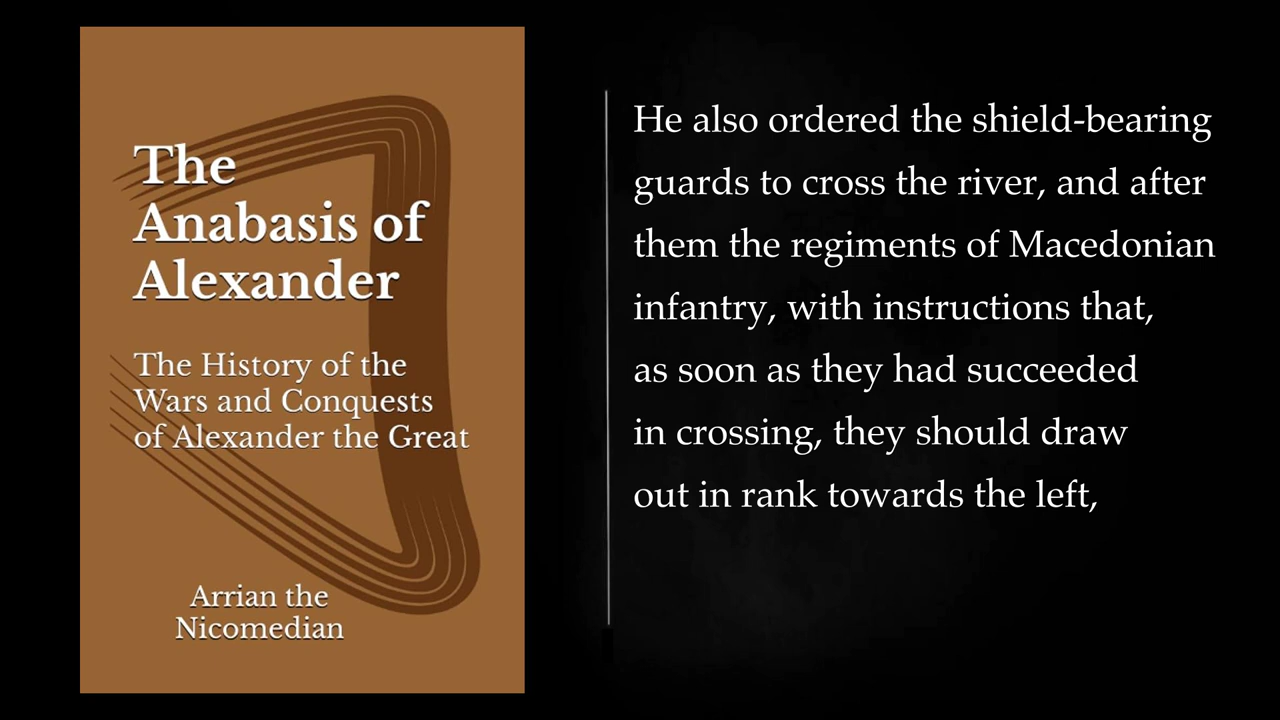 The
Anabasis of
Alexander
The History of the
Wars and Conquests
of Alexander the Great
Arrian the
Nicomedian
He also ordered the shield-bearing
guards to cross the river, and after
them the regiments of Macedonian
infantry, with instructions that,
as soon as they had succeeded
in crossing, they should draw
out in rank towards the left,